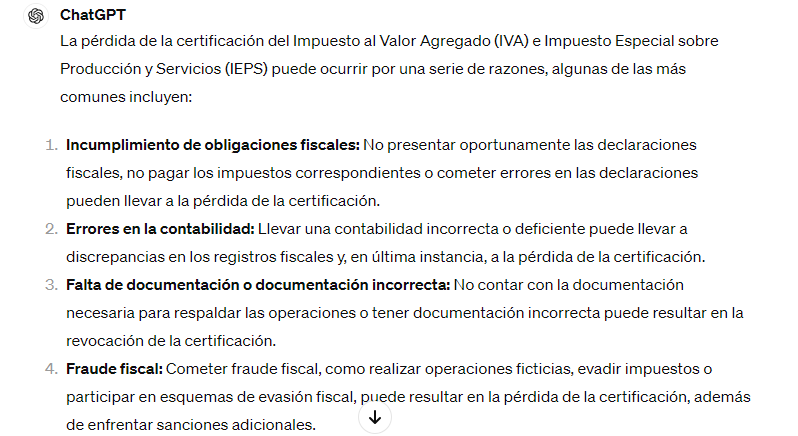 ChatGPT
La pérdida de la certificación del Impuesto al Valor Agregado (IVA) e Impuesto Especial sobre
Producción y Servicios (IEPS) puede ocurrir por una serie de razones, algunas de las más
comunes incluyen:
1. Incumplimiento de obligaciones fiscales: No presentar oportunamente las declaraciones
fiscales, no pagar los impuestos correspondientes o cometer errores en las declaraciones
pueden llevar a la pérdida de la certificación.
2. Errores en la contabilidad: Llevar una contabilidad incorrecta o deficiente puede llevar a
discrepancias en los registros fiscales y, en última instancia, a la pérdida de la certificación.
3. Falta de documentación o documentación incorrecta: No contar con la documentación
necesaria para respaldar las operaciones o tener documentación incorrecta puede resultar en la
revocación de la certificación.
4. Fraude fiscal: Cometer fraude fiscal, como realizar operaciones ficticias, evadir impuestos o
participar en esquemas de evasión fiscal, puede resultar en la pérdida de la certificación, además
de enfrentar sanciones adicionales.